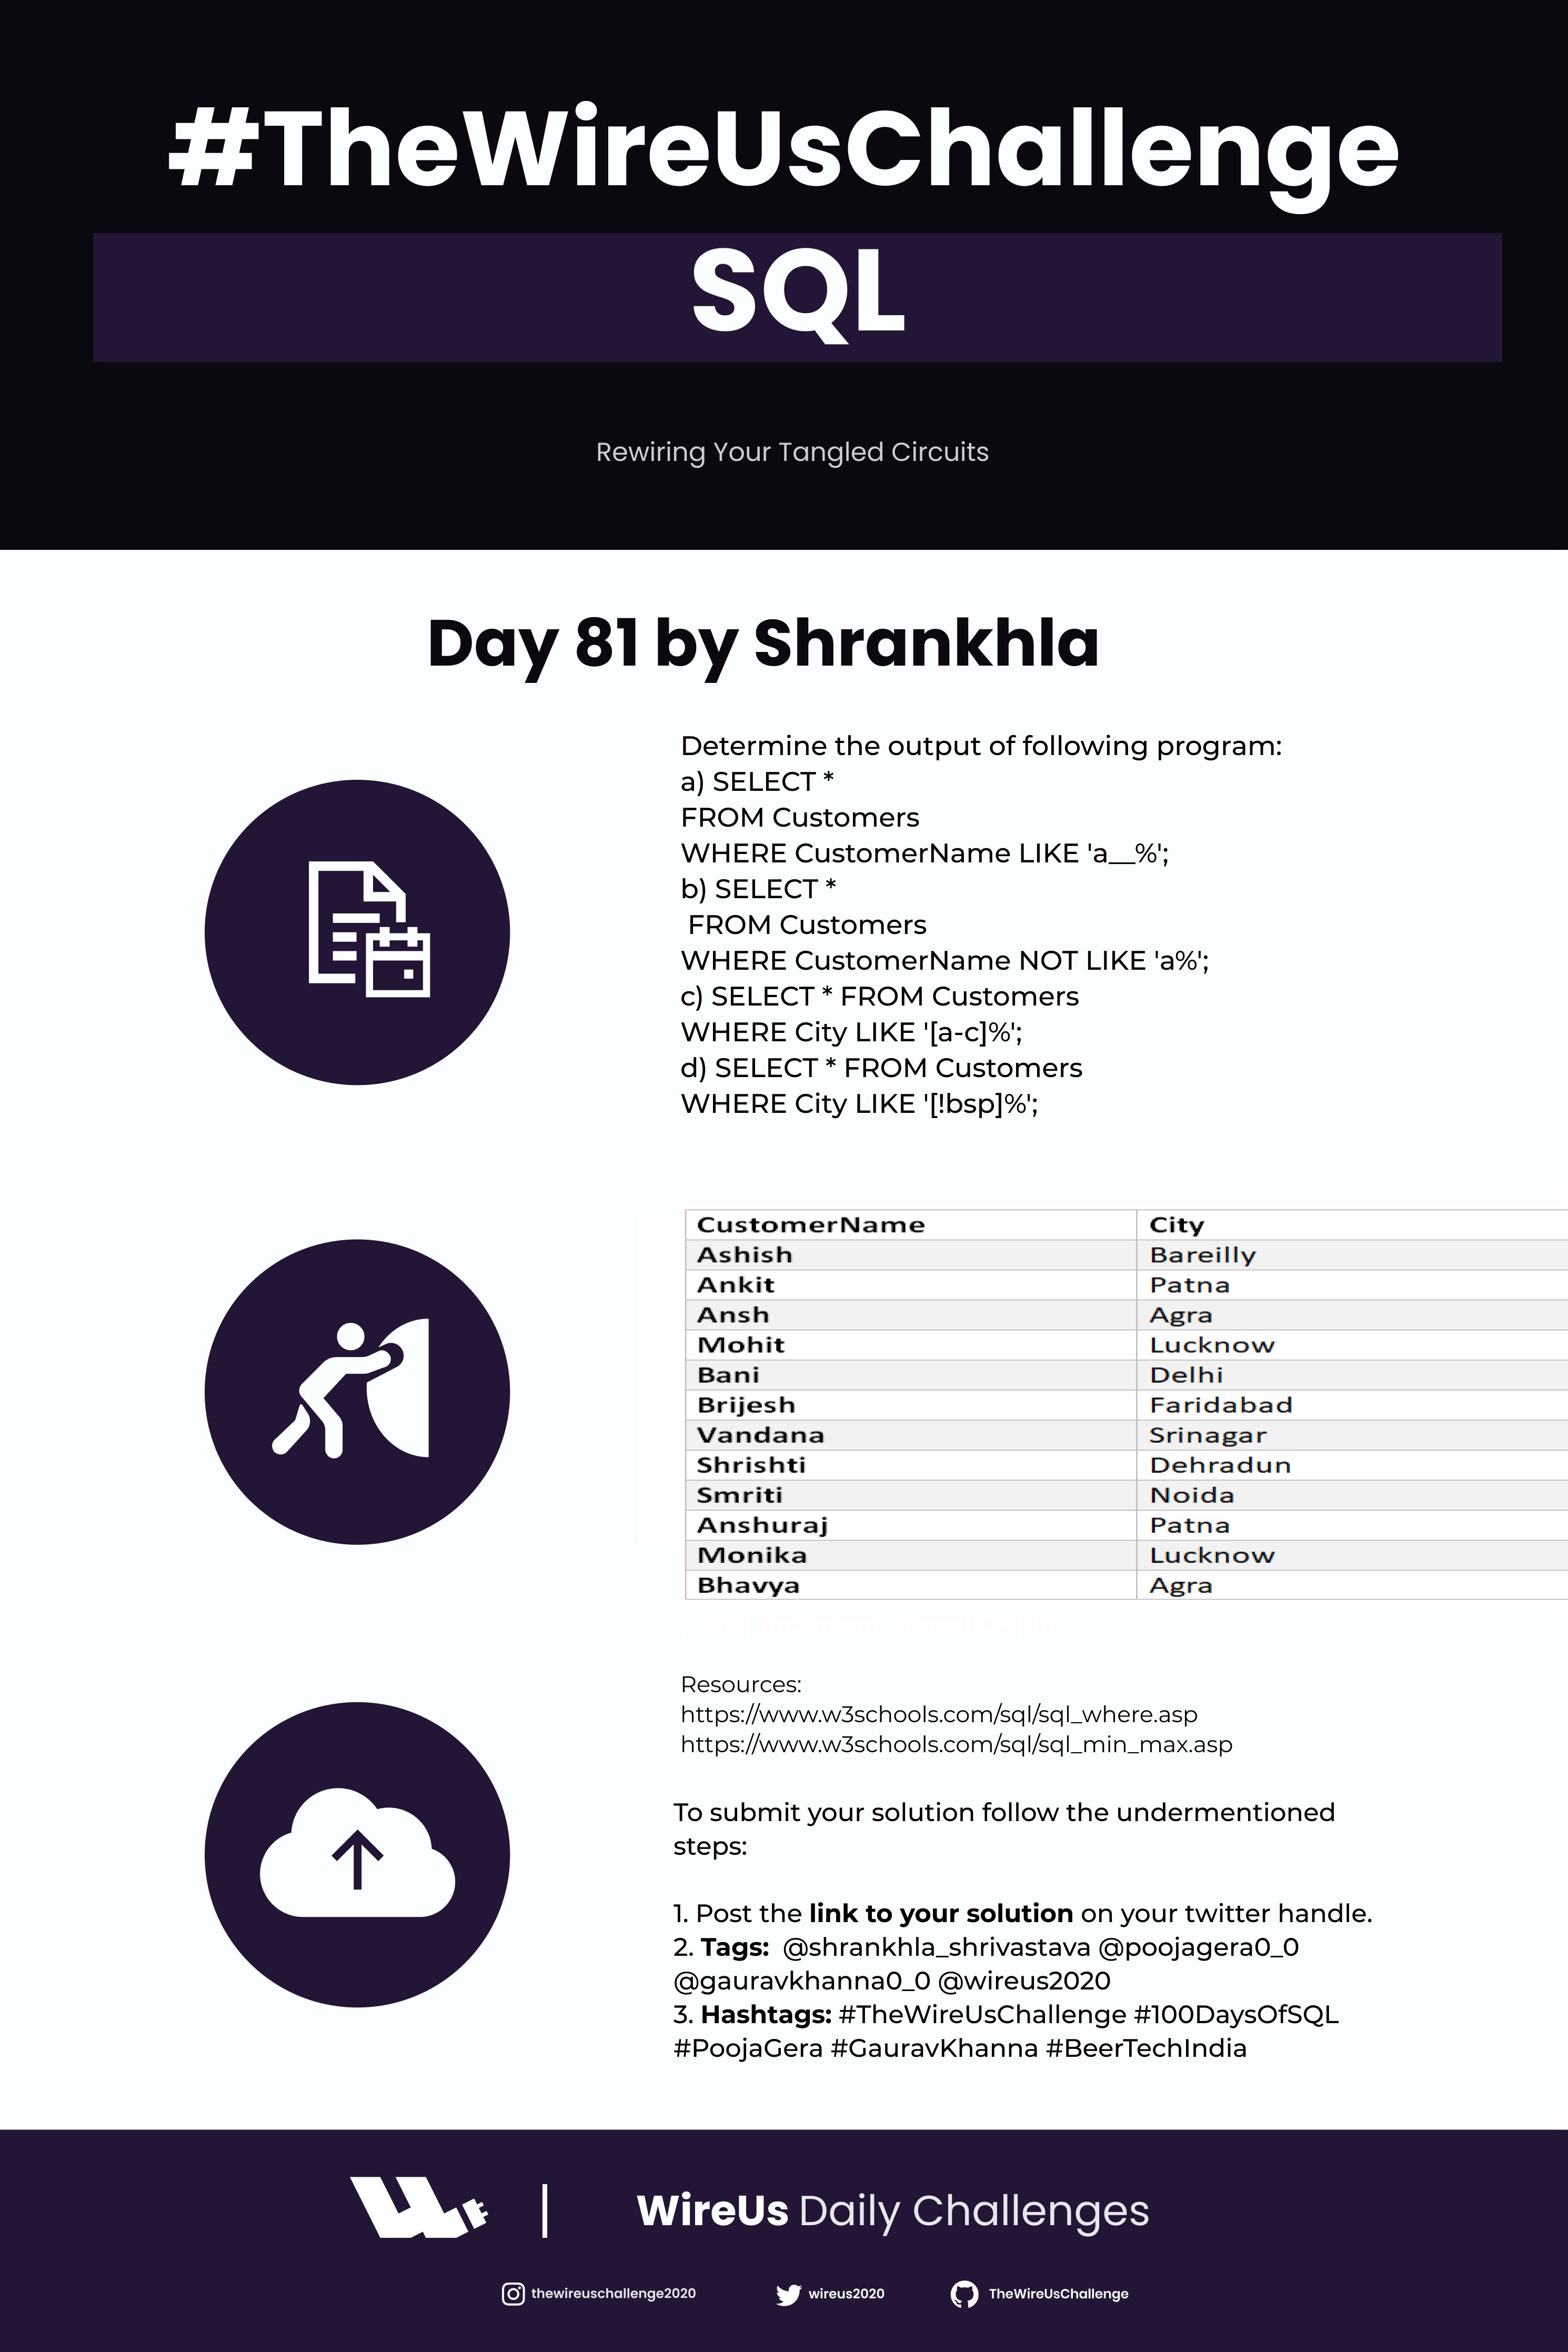 #TheWireUsChallenge
SQL
Rewiring Your Tangled Circuits
Day 81 by Shrankhla
Determine the output of following program:
a) SELECT *
FROM Customers
WHERE CustomerName LIKE 'a__%';
b) SELECT *
FROM Customers
WHERE CustomerName NOT LIKE 'a%';
c) SELECT * FROM Customers
WHERE City LIKE '[a-c]%';
d) SELECT * FROM Customers
WHERE City LIKE '[!bsp]%';
CustomerName City
Ashish Bareilly
Ankit Patna
Ansh Agra
Mohit Lucknow
Bani Delhi
Brijesh Faridabad
Vandana Srinagar
Shrishti Dehradun
Smriti Noida
Anshuraj Patna
Monika Lucknow
Bhavya Agra
Resources:
https://www.w3schools.com/sql/sql_where.asp
https://www.w3schools.com/sql/sql_min_max.asp
To submit your solution follow the undermentioned
steps:
1. Post the link to your solution on your twitter handle.
2. Tags: @shrankhla_shrivastava @poojagera0_0
@gauravkhanna0_0 @wireus2020
3. Hashtags: #TheWireUsChallenge #100DaysOfSQL
#PoojaGera #GauravKhanna #BeerTechIndia
WireUs Daily Challenges
thewireuschallenge2020 wireus2020 TheWireUsChallenge